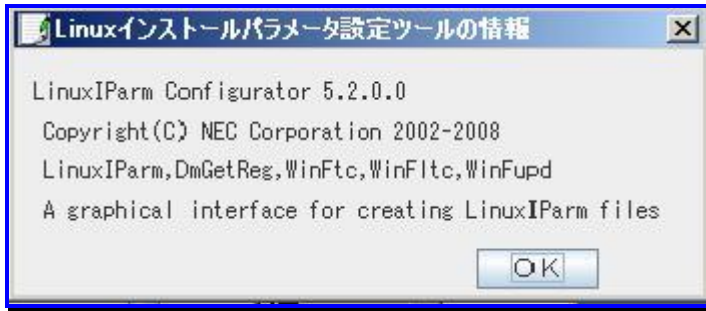 Linuxインストールパラメータ設定ツールの情報
LinuxIParm Configurator 5.2.0.0
Copyright(C) NEC Corporation 2002-2008
LinuxIParm,DmGetReg,WinFtc,WinFltc,WinFupd
A graphical interface for creating LinuxIParm files
OK